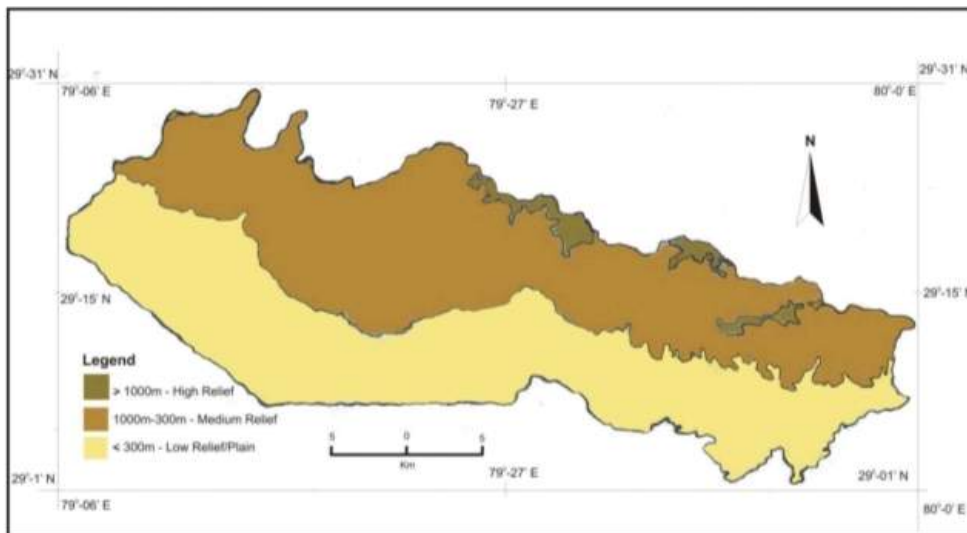 29°-31' N
29°-31' N
79°-06' E
79°-27' E
80°-0' E
N
29°-15' N
29°-15' N
Legend
> 1000m - High Relief
1000m-300m - Medium Relief
< 300m - Low Relief/Plain
5 0 5
Km
29°-1' N
79°-27' E
29°-01' N
79°-06' E
80°-0' E